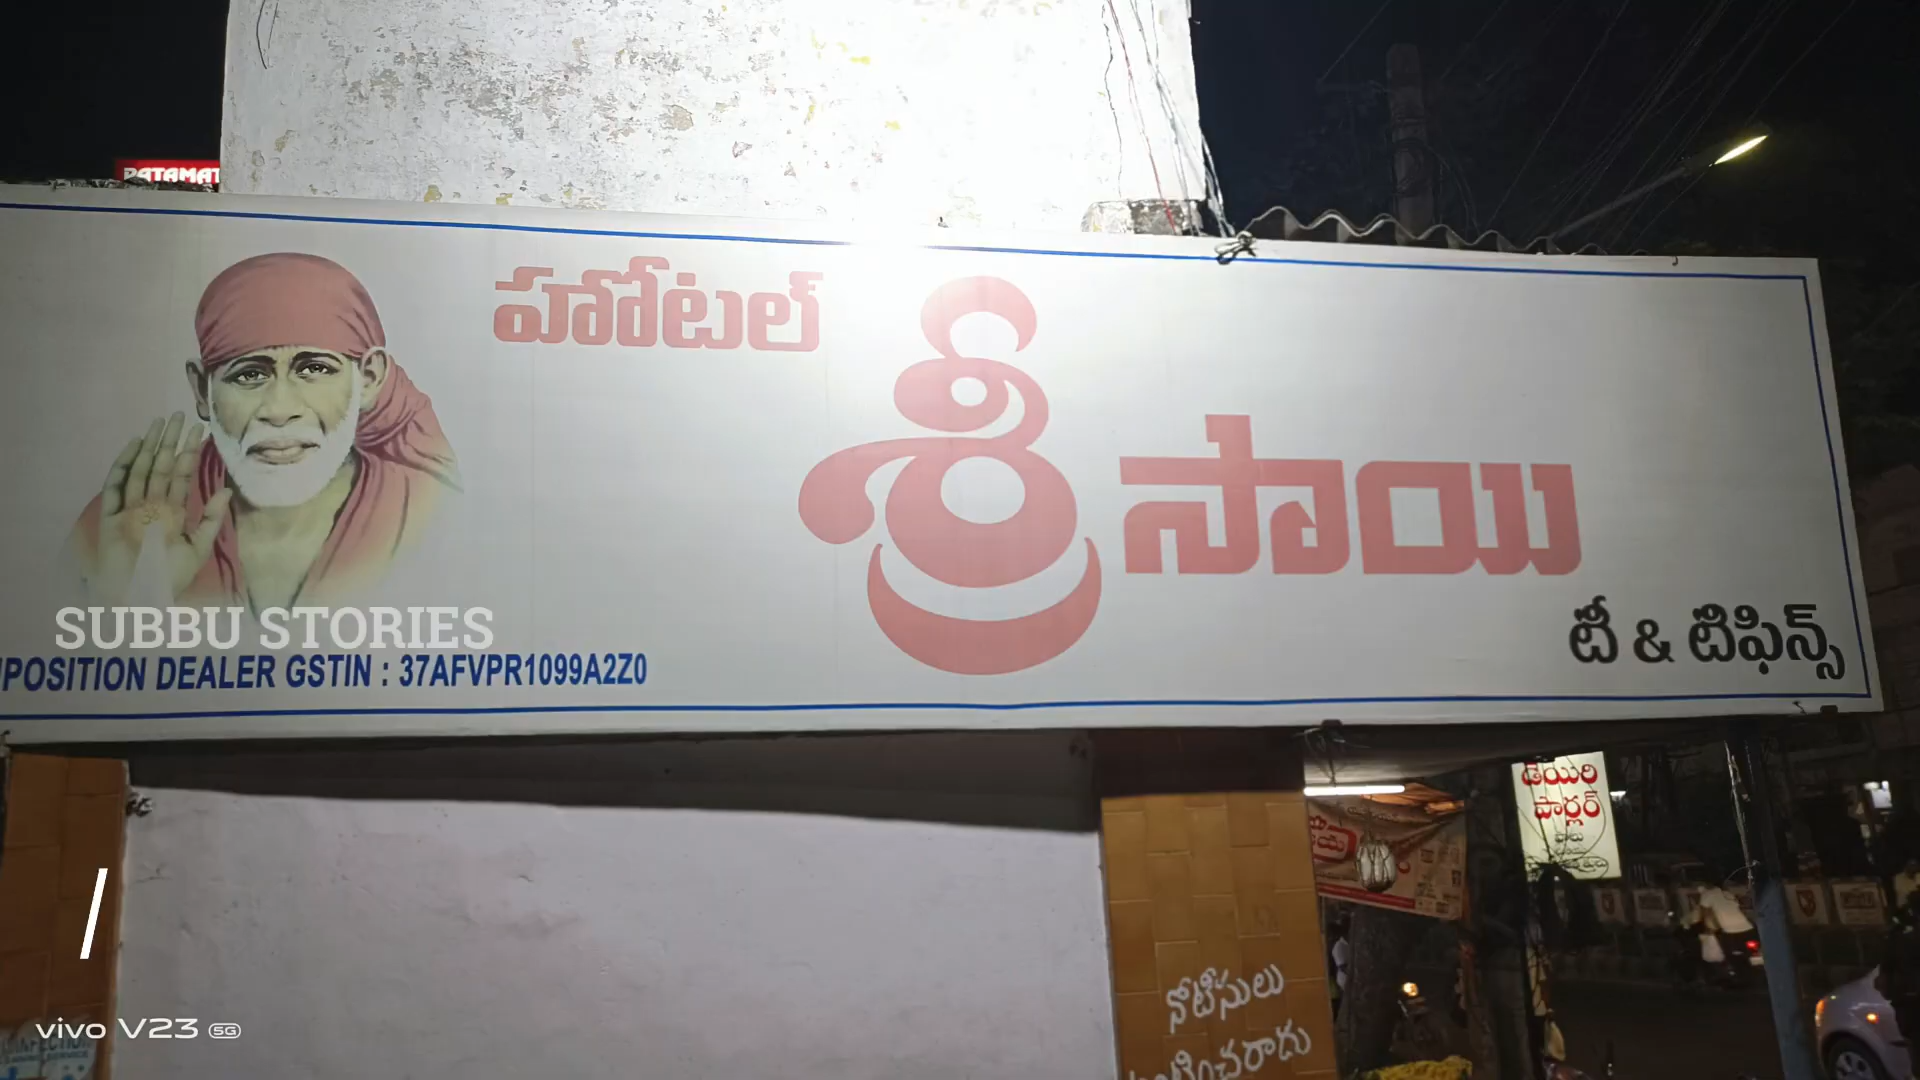 PATAMAT
హోటల్
శ్రీ సాయి
టీ & టిఫిన్స్
SUBBU STORIES
POSITION DEALER GSTIN : 37AFVPR1099A2Z0
డెయిరి
పార్లర్
నోటీసులు
అంటించరాదు
vivo V23 5G